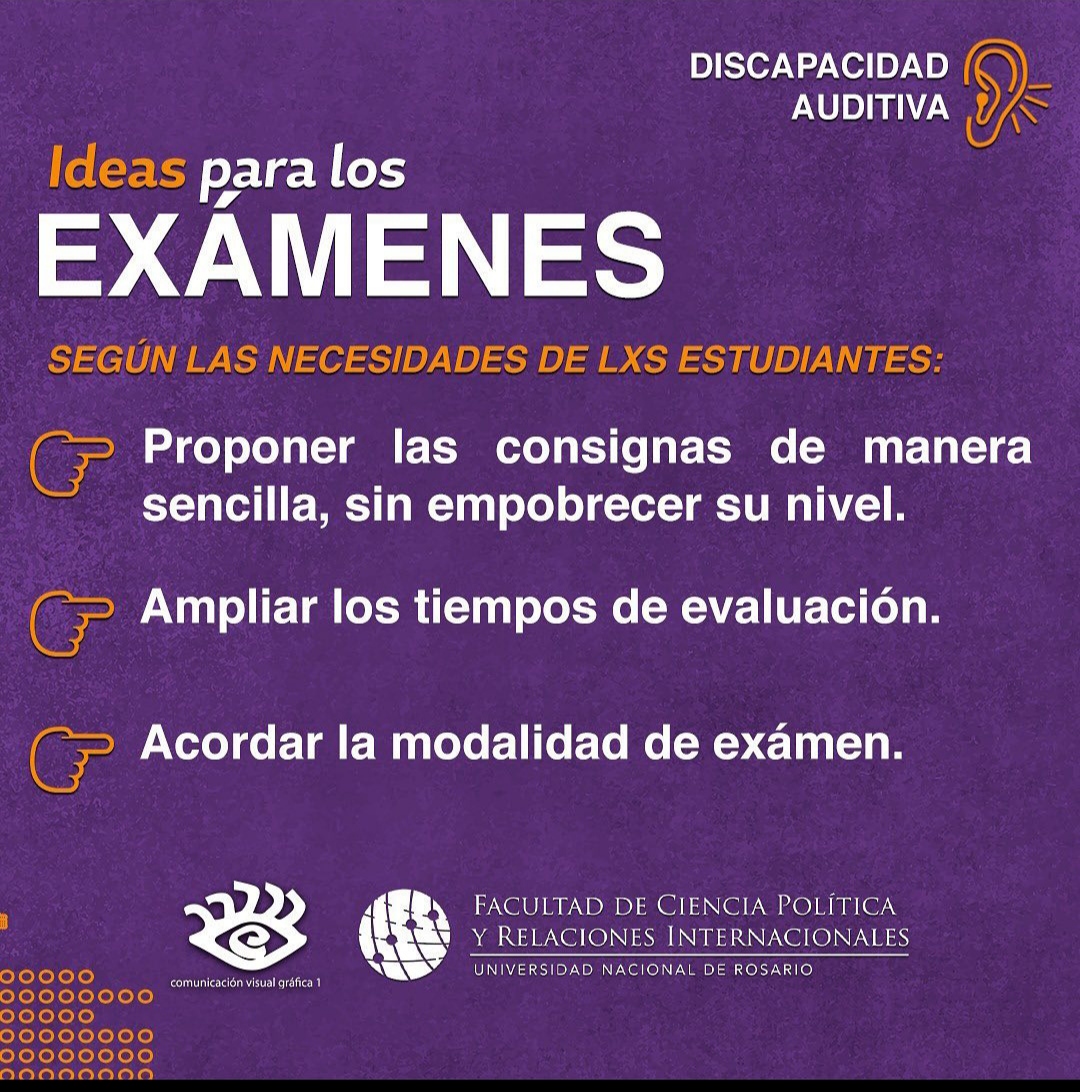 DISCAPACIDAD
AUDITIVA
Ideas para los
EXÁMENES
SEGÚN LAS NECESIDADES DE LXS ESTUDIANTES:
Proponer las consignas de manera
sencilla, sin empobrecer su nivel.
Ampliar los tiempos de evaluación.
Acordar la modalidad de exámen.
comunicación visual gráfica 1
FACULTAD DE CIENCIA POLÍTICA
Y RELACIONES INTERNACIONALES
UNIVERSIDAD NACIONAL DE ROSARIO